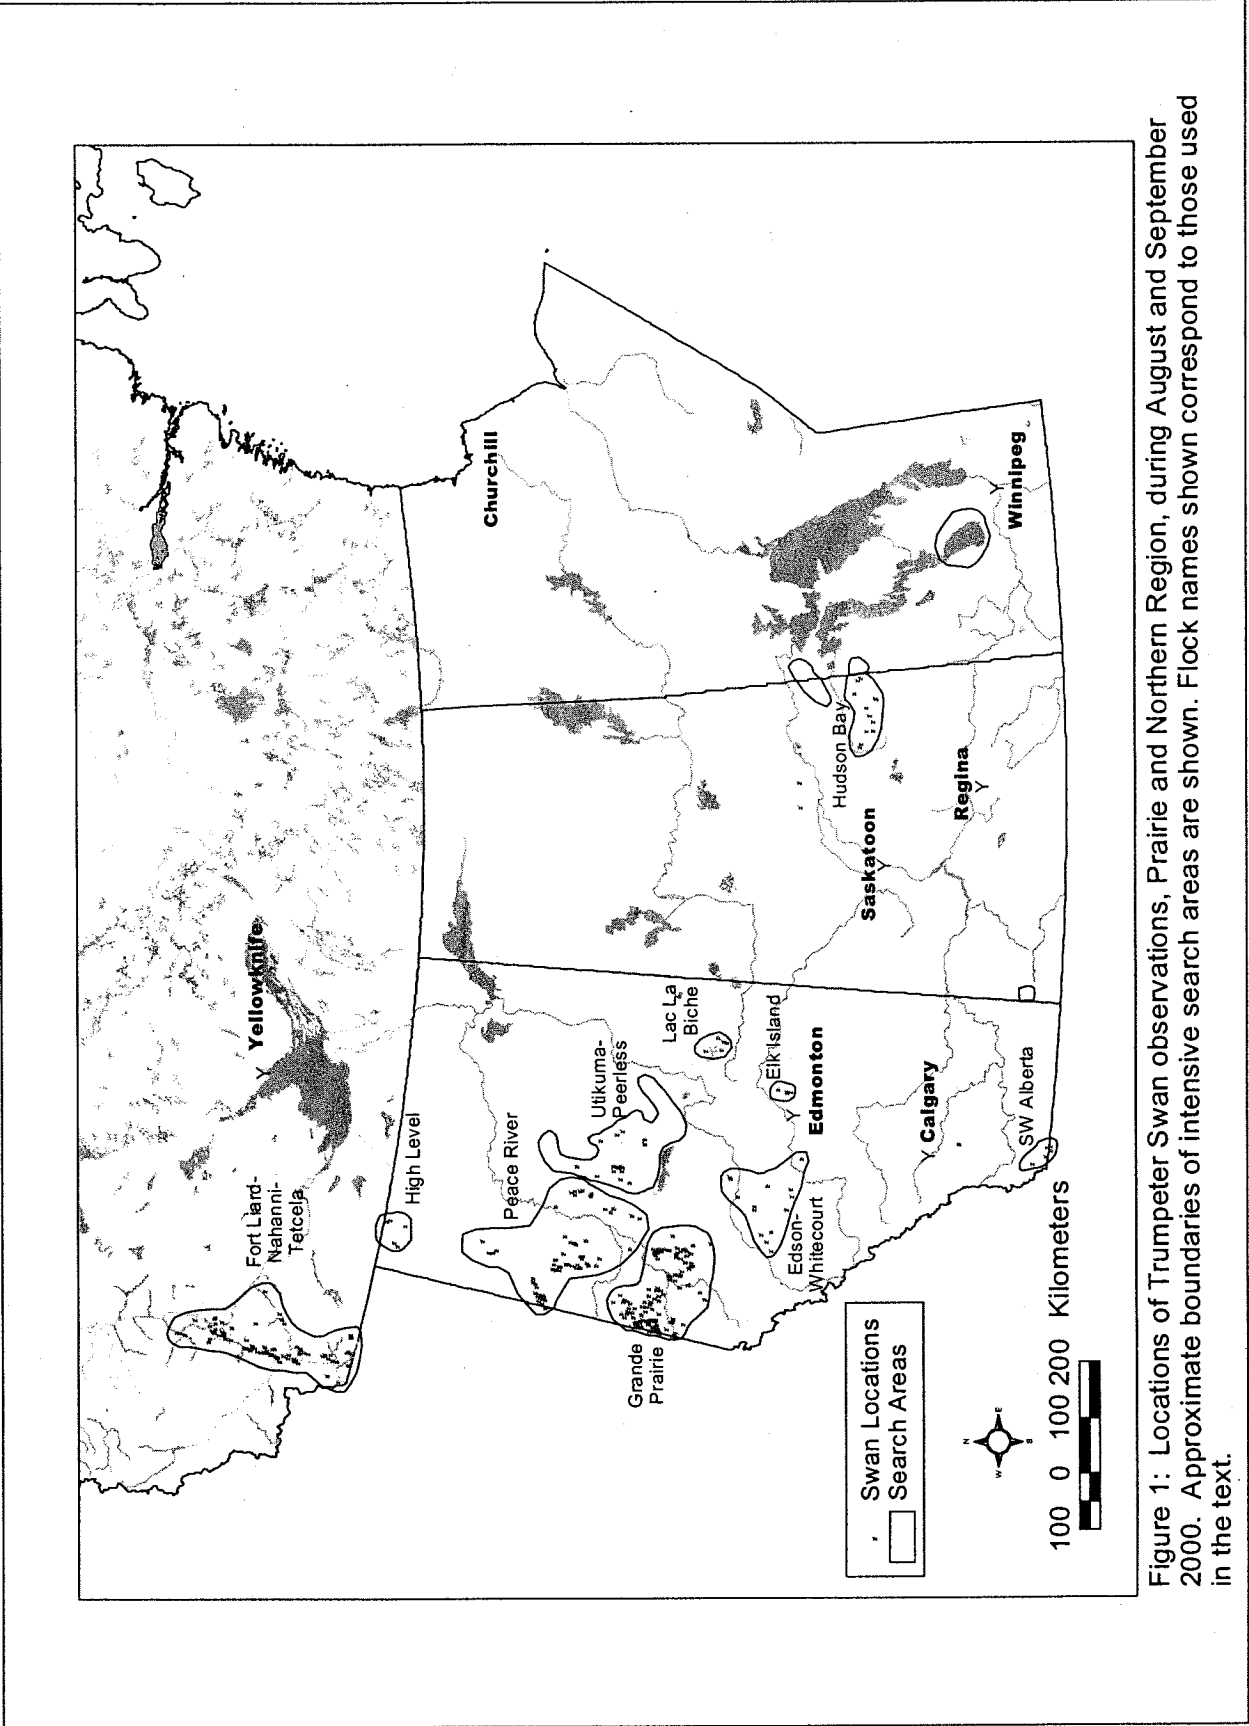 Yellowknife
Fort Liard-
Nahanni-
Tetcela
High Level
Churchill
Peace River
Utikuma-
Peerless
Lac La
Biche
Grande
Prairie
Elk Island
Edmonton
Edson-
Whitecourt
Hudson Bay
Saskatoon
Regina
Winnipeg
Calgary
SW Alberta
Swan Locations
Search Areas
N
W
E
S
100 0 100 200 Kilometers
Figure 1: Locations of Trumpeter Swan observations, Prairie and Northern Region, during August and September
2000. Approximate boundaries of intensive search areas are shown. Flock names shown correspond to those used
in the text.